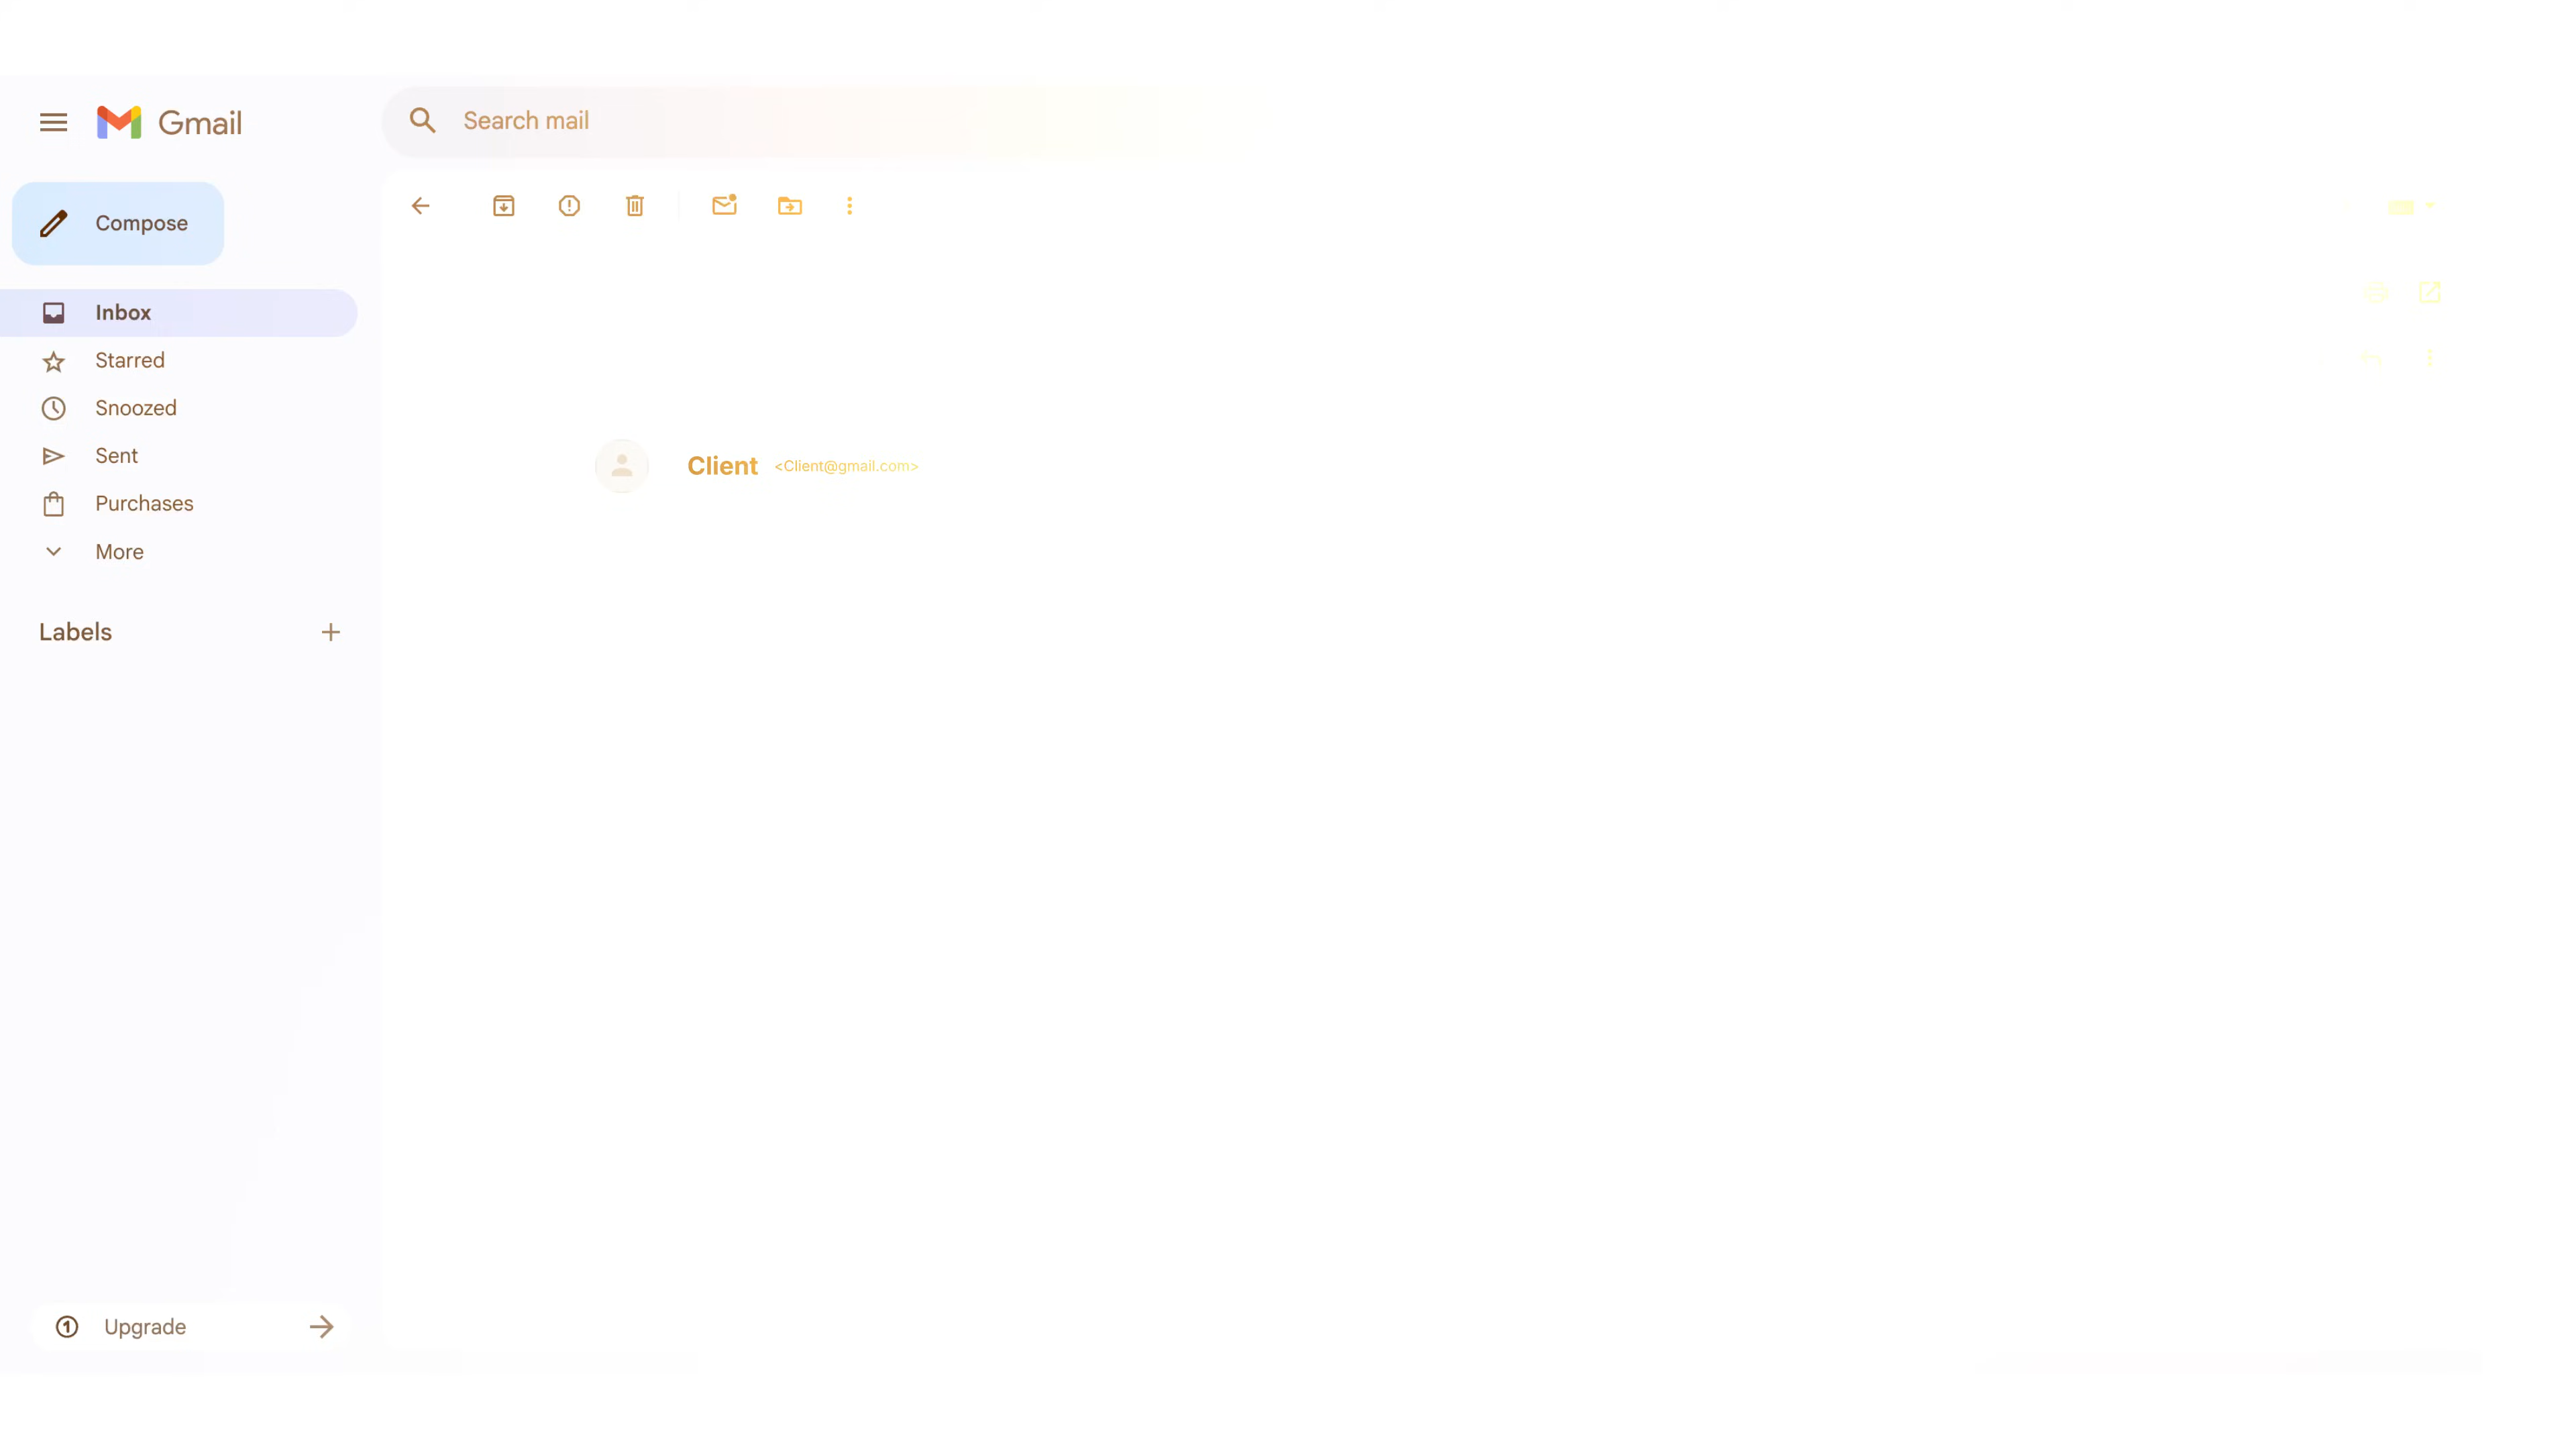 Gmail
Search mail
Compose
Inbox
Starred
Snoozed
Sent
Purchases
More
Labels
Client <Client@gmail.com>
Upgrade